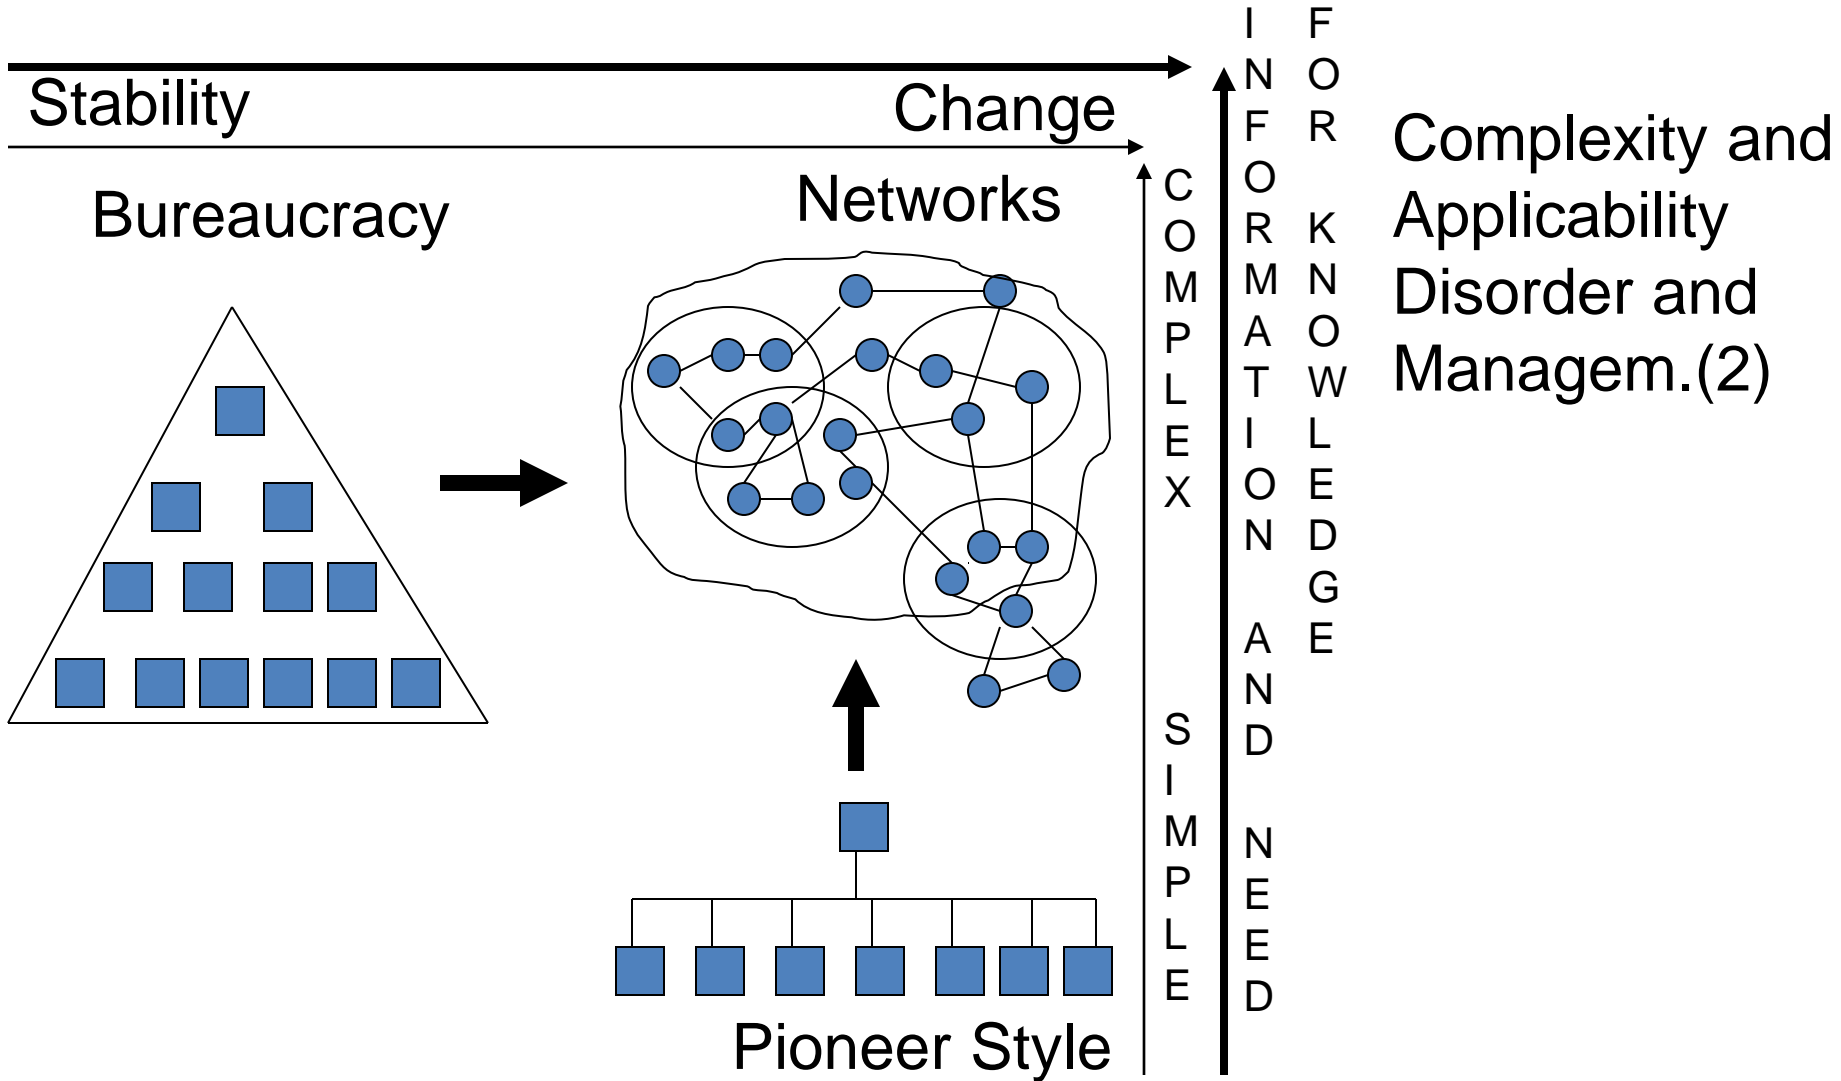 Stability
Change
Bureaucracy
Networks
Pioneer Style
COMPLEX
SIMPLE
INFORMATION AND NEED
FOR KNOWLEDGE
Complexity and
Applicability
Disorder and
Managem.(2)